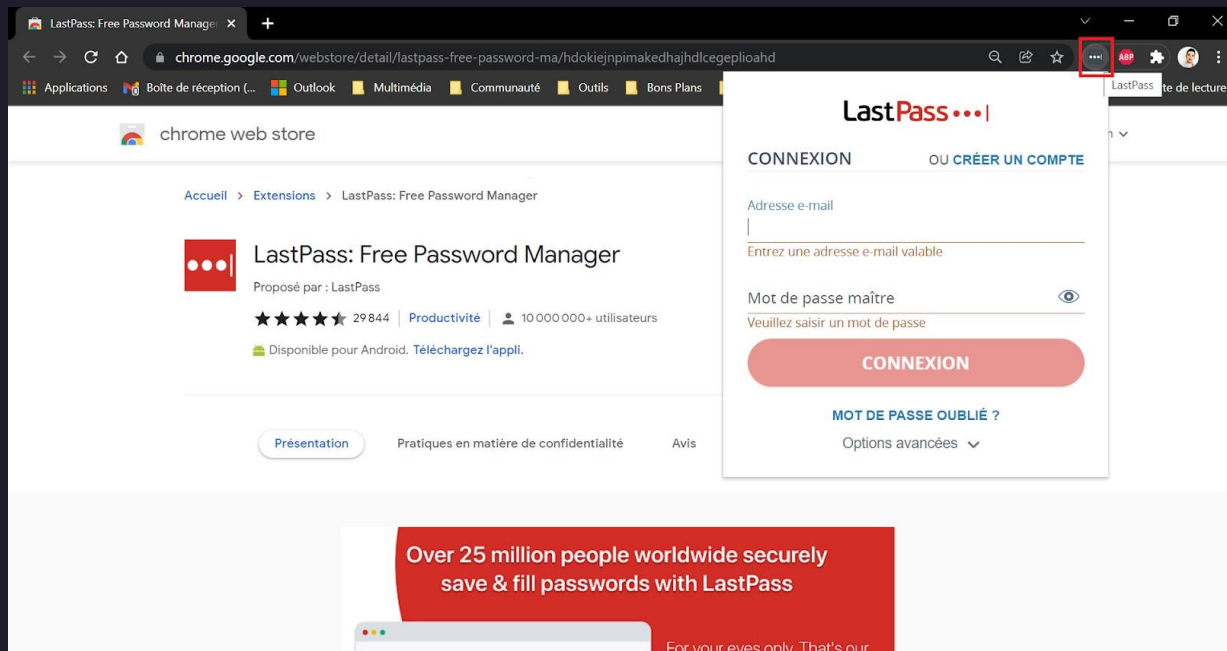 LastPass: Free Password Manage
chrome.google.com/webstore/detail/lastpass-free-password-ma/hdokiejnpimakedhajhdlcegeplioahd
ABP
Applications
Boîte de réception (...
Outlook
Multimédia
Communauté
Outils
Bons Plans
te de lecture
LastPass
chrome web store
Accueil > Extensions > LastPass: Free Password Manager
LastPass: Free Password Manager
Proposé par : LastPass
29 844 Productivité 10 000 000+ utilisateurs
Disponible pour Android. Téléchargez l'appli.
Présentation Pratiques en matière de confidentialité Avis
LastPass
CONNEXION OU CRÉER UN COMPTE
Adresse e-mail
Entrez une adresse e-mail valable
Mot de passe maître
Veuillez saisir un mot de passe
CONNEXION
MOT DE PASSE OUBLIÉ ?
Options avancées
Over 25 million people worldwide securely
save & fill passwords with LastPass
For your eyes only. That's our